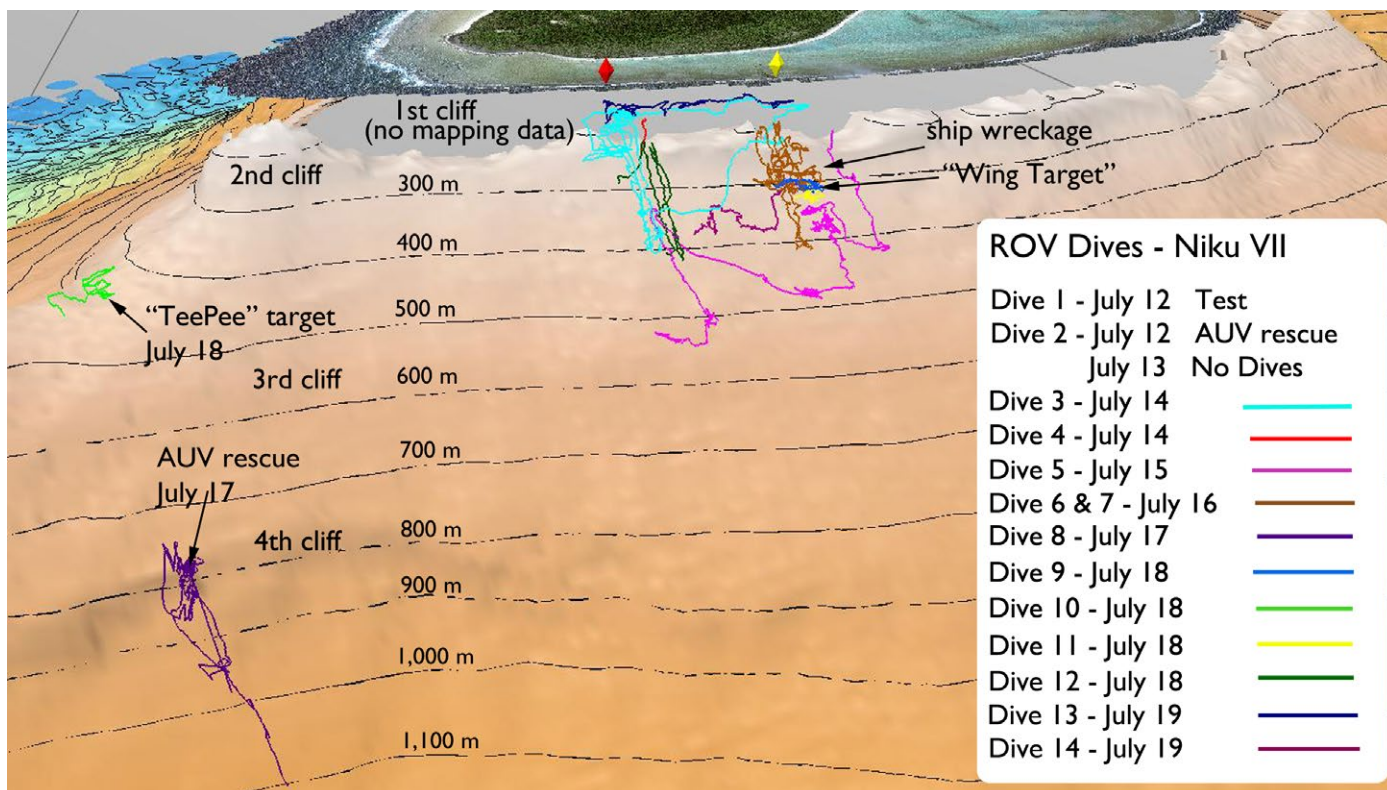 1st cliff
(no mapping data)
ship wreckage
2nd cliff
300 m
"Wing Target"
400 m
"TeePee" target
July 18
500 m
3rd cliff
600 m
AUV rescue
July 17
700 m
4th cliff
800 m
900 m
1,000 m
1,100 m
ROV Dives - Niku VII
Dive 1 - July 12 Test
Dive 2 - July 12 AUV rescue
July 13 No Dives
Dive 3 - July 14
Dive 4 - July 14
Dive 5 - July 15
Dive 6 & 7 - July 16
Dive 8 - July 17
Dive 9 - July 18
Dive 10 - July 18
Dive 11 - July 18
Dive 12 - July 18
Dive 13 - July 19
Dive 14 - July 19